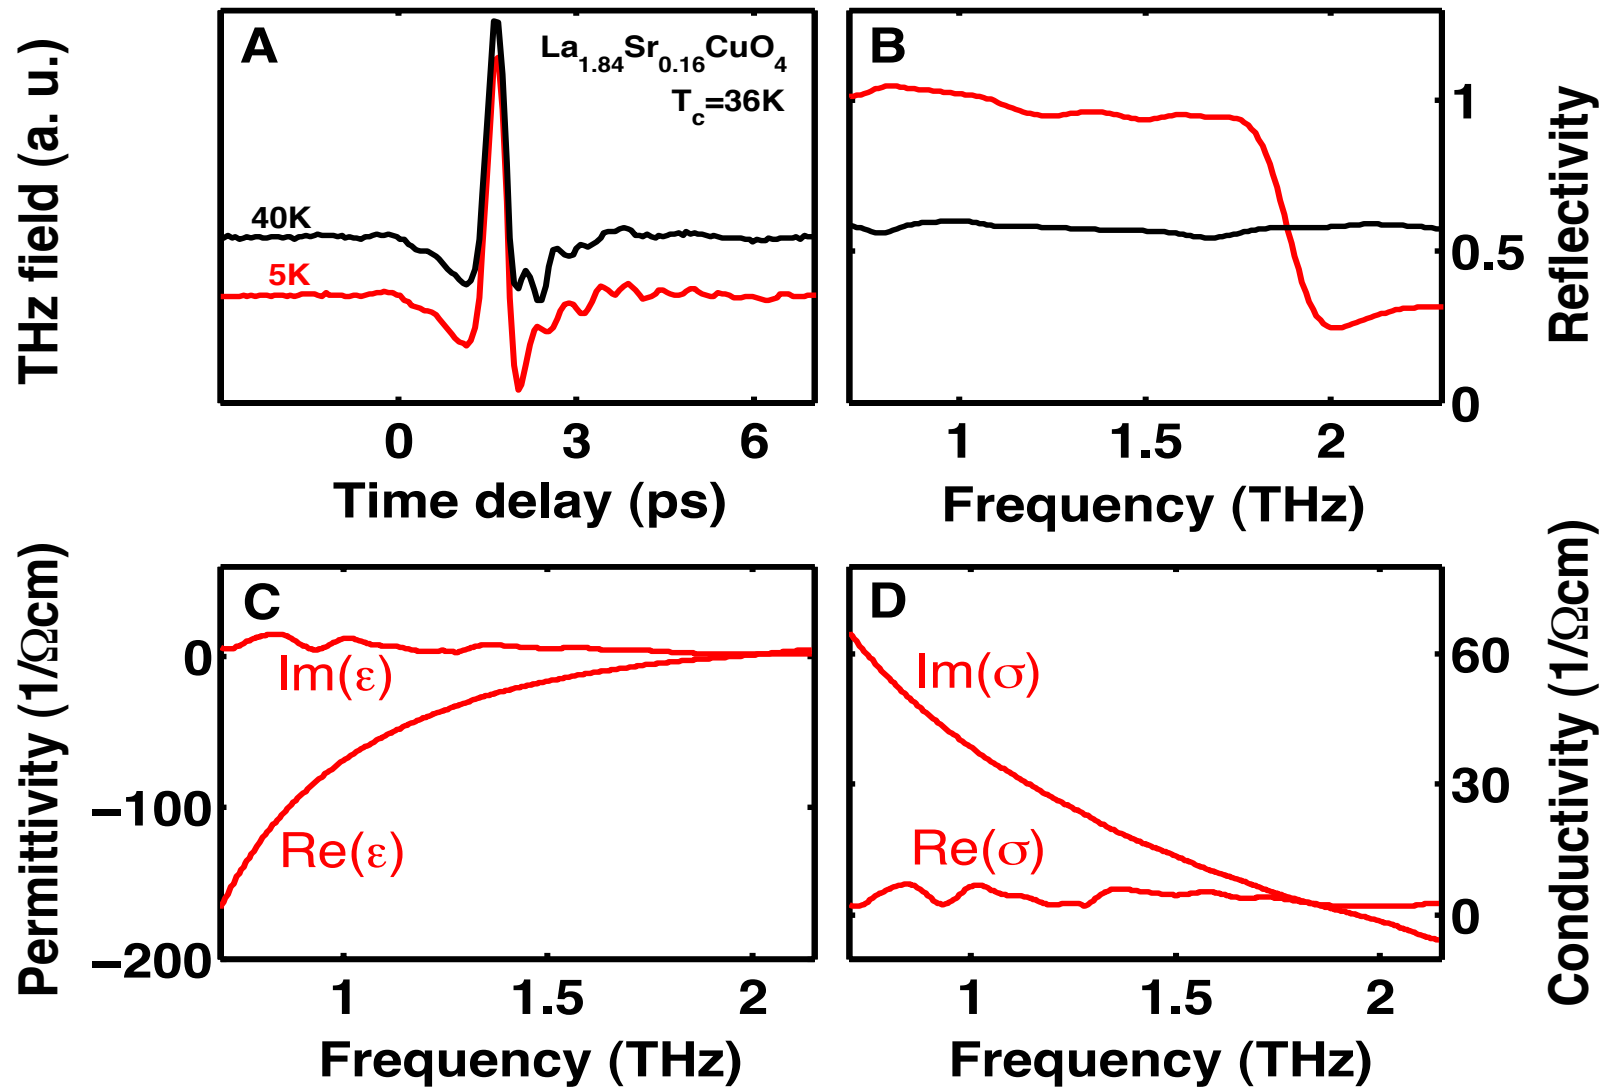 A
La₁.₈₄Sr₀.₁₆CuO₄
T_c=36K
40K
5K
THz field (a. u.)
0 3 6
Time delay (ps)
B
1
0.5
0
Reflectivity
1 1.5 2
Frequency (THz)
C
Im(ε)
Re(ε)
0
−100
−200
Permittivity (1/Ωcm)
1 1.5 2
Frequency (THz)
D
Im(σ)
Re(σ)
60
30
0
Conductivity (1/Ωcm)
1 1.5 2
Frequency (THz)